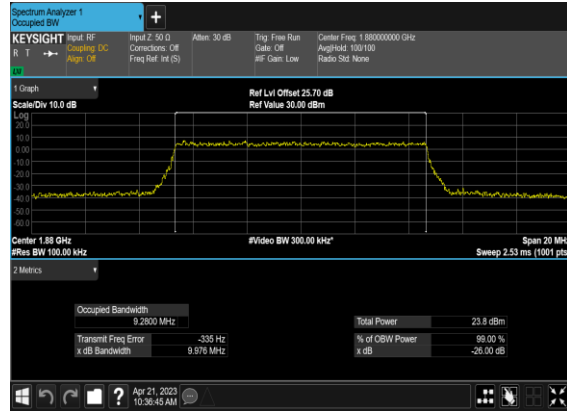 Spectrum Analyzer 1
Occupied BW
+
KEYSIGHT Input: RF Input Z: 50 Ω Atten: 30 dB Trig: Free Run Center Freq: 1.880000000 GHz
R T Coupling: DC Corrections: Off Gate: Off Avg|Hold: 100/100
Align: Off Freq Ref: Int (S) #IF Gain: Low Radio Std: None
1 Graph Ref Lvl Offset 25.70 dB
Scale/Div 10.0 dB Ref Value 30.00 dBm
Log
20.0
10.0
0.00
-10.0
-20.0
-30.0
-40.0
-50.0
-60.0
Center 1.88 GHz #Video BW 300.00 kHz* Span 20 MHz
#Res BW 100.00 kHz Sweep 2.53 ms (1001 pts)
2 Metrics
Occupied Bandwidth
9.2800 MHz Total Power 23.8 dBm
Transmit Freq Error -335 Hz % of OBW Power 99.00 %
x dB Bandwidth 9.976 MHz x dB -26.00 dB
? Apr 21, 2023
10:36:45 AM